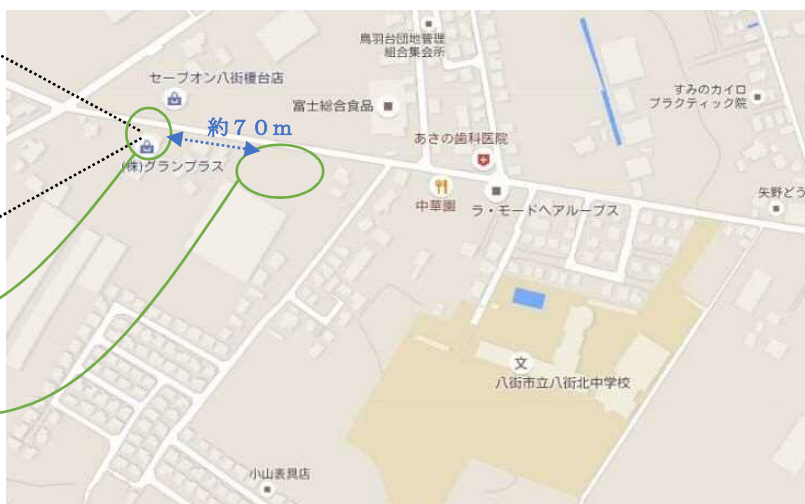 鳥羽台団地管理
組合集会所
セーブオン八街榎台店
すみのカイロ
プラクティック院
富士総合食品
約70m
あさの歯科医院
(株)グランプラス
中華園
ラ・モードヘアルーブス
矢野どう
文
八街市立八街北中学校
小山表具店